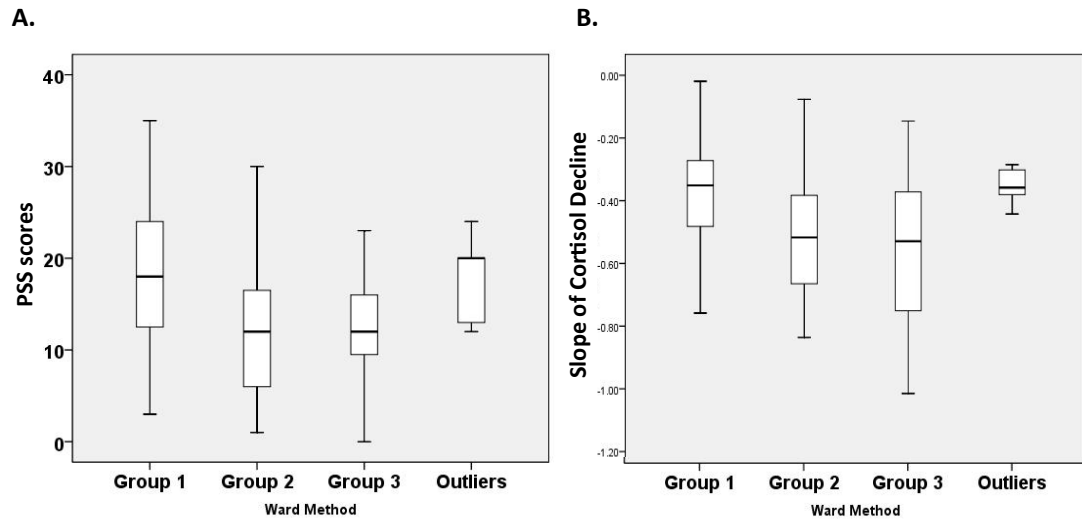 A.
B.
40
30
20
10
0
PSS scores
Group 1 Group 2 Group 3 Outliers
Ward Method
0.00
-0.20
-0.40
-0.60
-0.80
-1.00
-1.20
Slope of Cortisol Decline
Group 1 Group 2 Group 3 Outliers
Ward Method